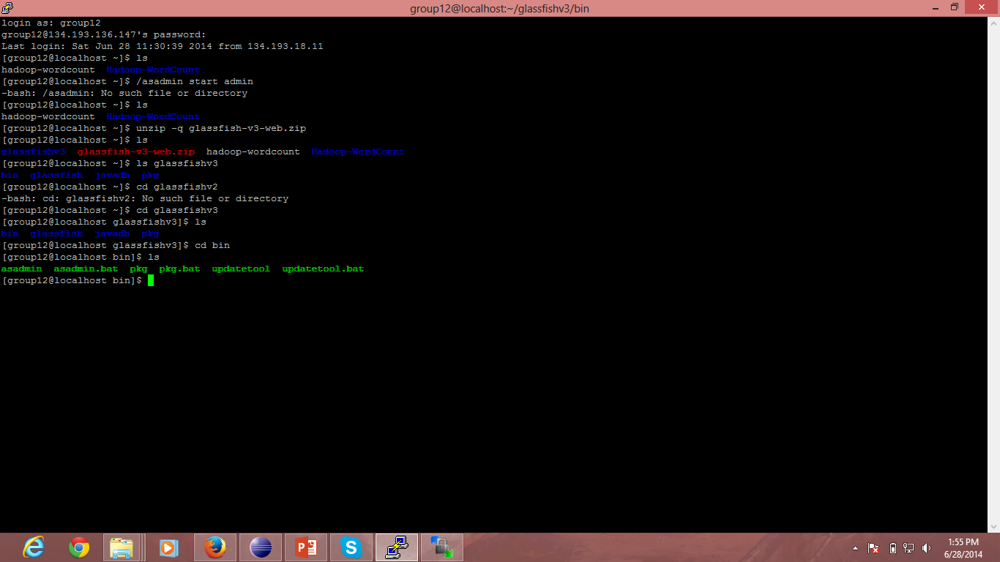 group12@localhost:~/glassfishv3/bin
login as: group12
group12@134.193.136.147's password:
Last login: Sat Jun 28 11:30:39 2014 from 134.193.18.11
[group12@localhost ~]$ ls
hadoop-wordcount  Hadoop-WordCount
[group12@localhost ~]$ /asadmin start admin
-bash: /asadmin: No such file or directory
[group12@localhost ~]$ ls
hadoop-wordcount  Hadoop-WordCount
[group12@localhost ~]$ unzip -q glassfish-v3-web.zip
[group12@localhost ~]$ ls
glassfishv3  glassfish-v3-web.zip  hadoop-wordcount  Hadoop-WordCount
[group12@localhost ~]$ ls glassfishv3
bin  glassfish  javadb  pkg
[group12@localhost ~]$ cd glassfishv2
-bash: cd: glassfishv2: No such file or directory
[group12@localhost ~]$ cd glassfishv3
[group12@localhost glassfishv3]$ ls
bin  glassfish  javadb  pkg
[group12@localhost glassfishv3]$ cd bin
[group12@localhost bin]$ ls
asadmin  asadmin.bat  pkg  pkg.bat  updatetool  updatetool.bat
[group12@localhost bin]$
1:55 PM
6/28/2014